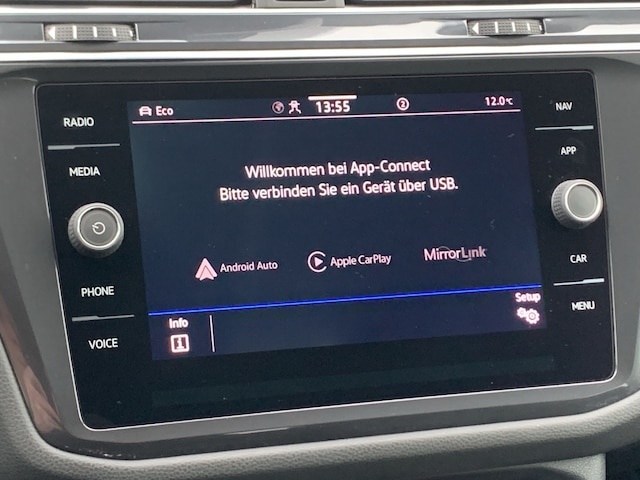 Eco
13:55
2
12.0°C
RADIO
MEDIA
PHONE
VOICE
Willkommen bei App-Connect
Bitte verbinden Sie ein Gerät über USB.
Android Auto
Apple CarPlay
MirrorLink
Info
Setup
NAV
APP
CAR
MENU